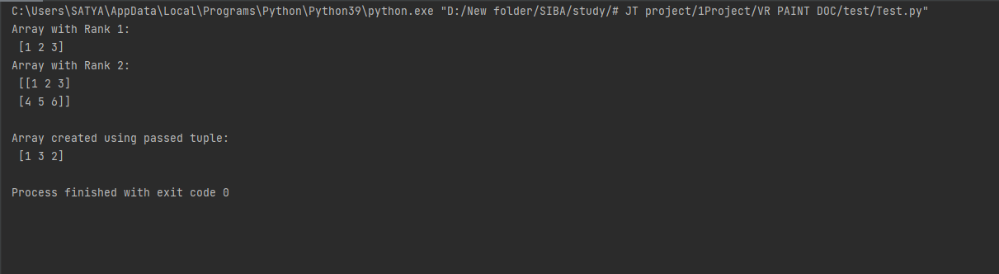 C:\Users\SATYA\AppData\Local\Programs\Python\Python39\python.exe "D:/New folder/SIBA/study/# JT project/1Project/VR PAINT DOC/test/Test.py"
Array with Rank 1:
 [1 2 3]
Array with Rank 2:
 [[1 2 3]
 [4 5 6]]
Array created using passed tuple:
 [1 3 2]
Process finished with exit code 0